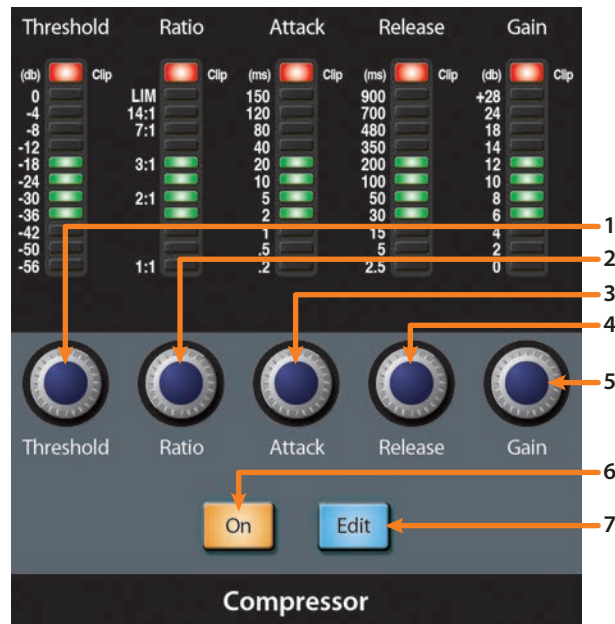 Threshold Ratio Attack Release Gain
(db) Clip Clip (ms) Clip (ms) Clip (db) Clip
0 LIM 150 900 +28
-4 14:1 120 700 24
-8 7:1 80 480 18
-12 40 350 14
-18 3:1 20 200 12
-24 10 100 10
-30 2:1 5 50 8
-36 2 30 6
-42 1 15 4
-50 .5 5 2
-56 1:1 .2 2.5 0
1
2
3
4
5
Threshold Ratio Attack Release Gain
6
On Edit 7
Compressor